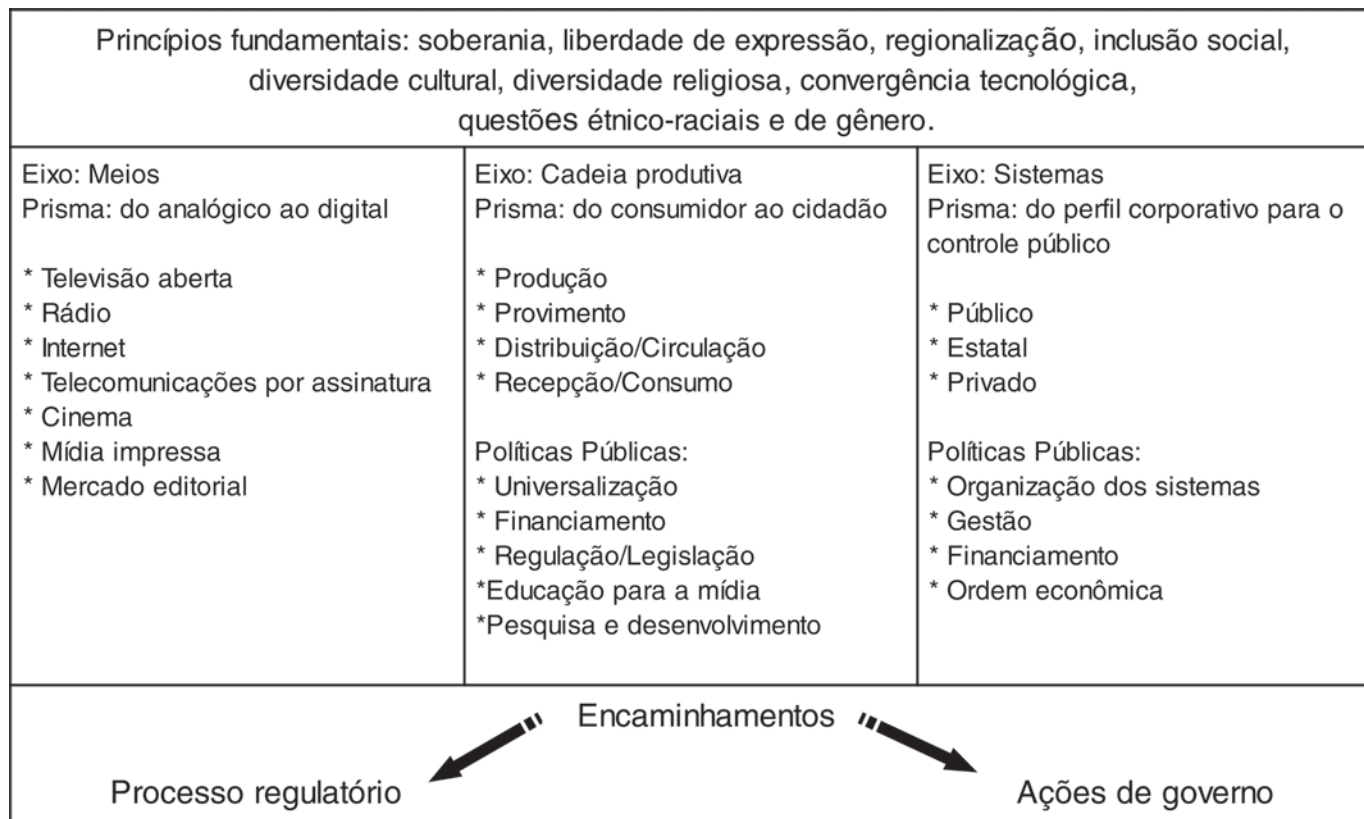 Princípios fundamentais: soberania, liberdade de expressão, regionalização, inclusão social,
diversidade cultural, diversidade religiosa, convergência tecnológica,
questões étnico-raciais e de gênero.
Eixo: Meios
Prisma: do analógico ao digital
* Televisão aberta
* Rádio
* Internet
* Telecomunicações por assinatura
* Cinema
* Mídia impressa
* Mercado editorial
Eixo: Cadeia produtiva
Prisma: do consumidor ao cidadão
* Produção
* Provimento
* Distribuição/Circulação
* Recepção/Consumo
Políticas Públicas:
* Universalização
* Financiamento
* Regulação/Legislação
*Educação para a mídia
*Pesquisa e desenvolvimento
Eixo: Sistemas
Prisma: do perfil corporativo para o
controle público
* Público
* Estatal
* Privado
Políticas Públicas:
* Organização dos sistemas
* Gestão
* Financiamento
* Ordem econômica
Encaminhamentos
Processo regulatório
Ações de governo